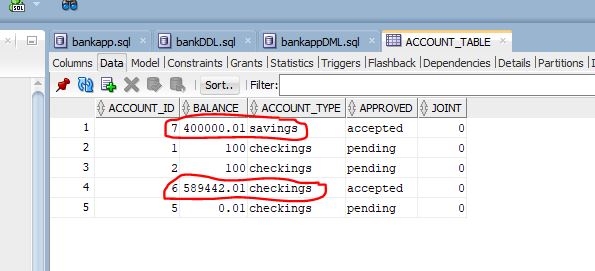 SQL
bankapp.sql bankDDL.sql bankappDML.sql ACCOUNT_TABLE
Columns Data Model Constraints Grants Statistics Triggers Flashback Dependencies Details Partitions
Sort.. Filter:
ACCOUNT_ID BALANCE ACCOUNT_TYPE APPROVED JOINT
1 7 400000.01 savings accepted 0
2 1 100 checkings pending 0
3 2 100 checkings pending 0
4 6 589442.01 checkings accepted 0
5 5 0.01 checkings pending 0